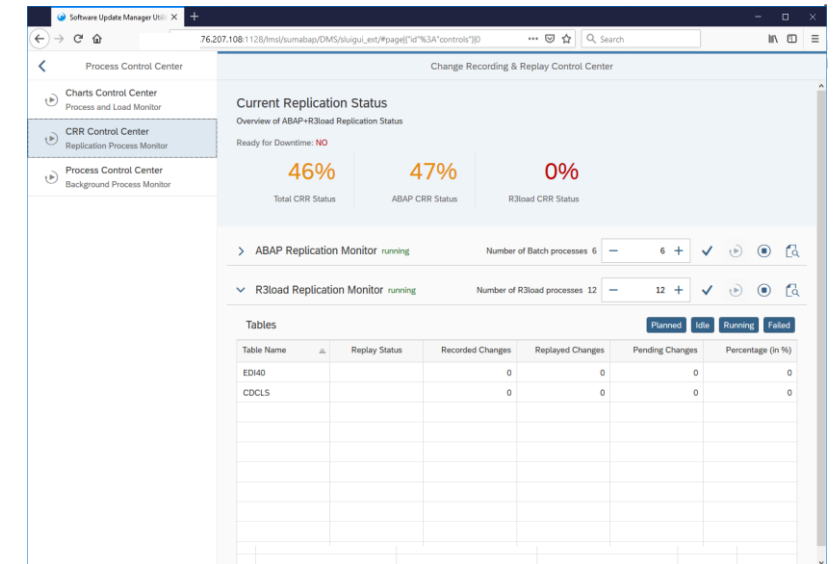 Software Update Manager Utili
76.207.108:1128/lmsl/sumabap/DMS/sluigui_ext/#page|{"id"%3A"controls"}|0
Search
Process Control Center
Change Recording & Replay Control Center
Charts Control Center
Process and Load Monitor
CRR Control Center
Replication Process Monitor
Process Control Center
Background Process Monitor
Current Replication Status
Overview of ABAP+R3load Replication Status
Ready for Downtime: NO
46% 47% 0%
Total CRR Status ABAP CRR Status R3load CRR Status
ABAP Replication Monitor running Number of Batch processes 6 − 6 +
R3load Replication Monitor running Number of R3load processes 12 − 12 +
Tables Planned Idle Running Failed
Table Name Replay Status Recorded Changes Replayed Changes Pending Changes Percentage (in %)
EDI40 0 0 0 0
CDCLS 0 0 0 0